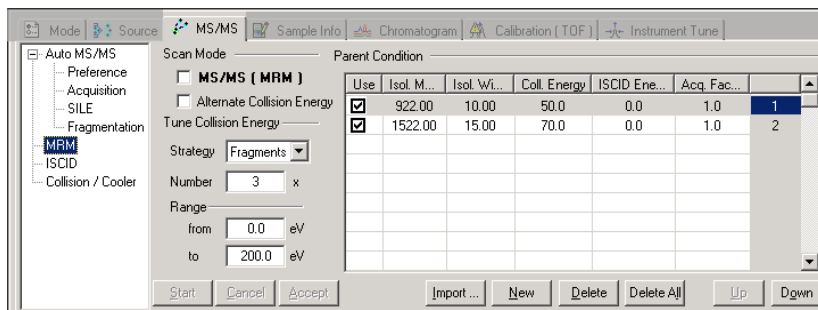 Mode Source MS/MS Sample Info Chromatogram Calibration ( TOF ) Instrument Tune
Auto MS/MS
Preference
Acquisition
SILE
Fragmentation
MRM
ISCID
Collision / Cooler
Scan Mode
MS/MS ( MRM )
Alternate Collision Energy
Tune Collision Energy
Strategy Fragments
Number 3 x
Range
from 0.0 eV
to 200.0 eV
Start Cancel Accept
Parent Condition
Use Isol. M... Isol. Wi... Coll. Energy ISCID Ene... Acq. Fac...
922.00 10.00 50.0 0.0 1.0 1
1522.00 15.00 70.0 0.0 1.0 2
Import ... New Delete Delete All Up Down